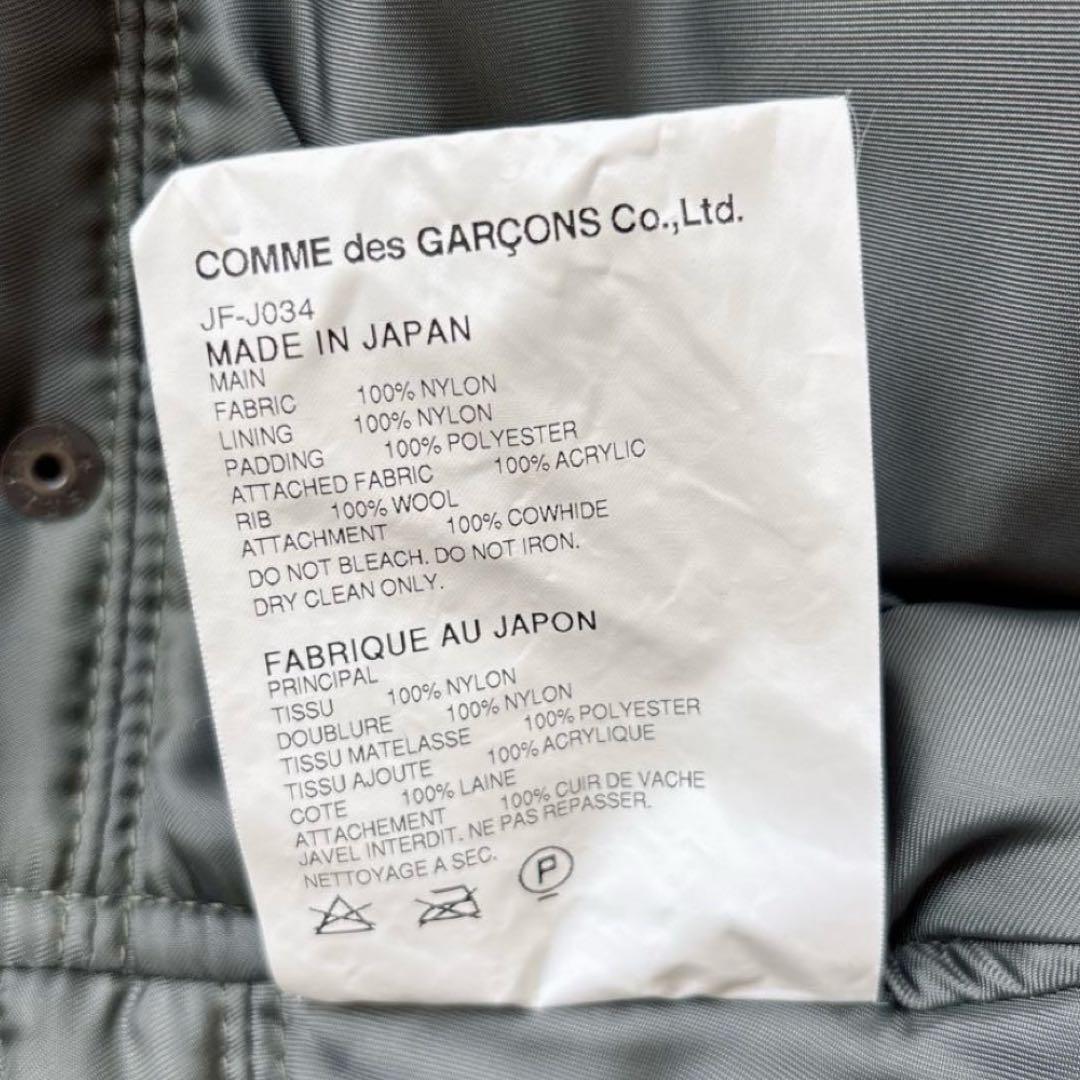 COMME des GARÇONS Co.,Ltd.
JF-J034
MADE IN JAPAN
MAIN
FABRIC 100% NYLON
LINING 100% NYLON
PADDING 100% POLYESTER
ATTACHED FABRIC 100% ACRYLIC
RIB 100% WOOL
ATTACHMENT 100% COWHIDE
DO NOT BLEACH. DO NOT IRON.
DRY CLEAN ONLY.
FABRIQUE AU JAPON
PRINCIPAL
TISSU 100% NYLON
DOUBLURE 100% NYLON
TISSU MATELASSE 100% POLYESTER
TISSU AJOUTE 100% ACRYLIQUE
COTE 100% LAINE
ATTACHEMENT 100% CUIR DE VACHE
JAVEL INTERDIT. NE PAS REPASSER.
NETTOYAGE A SEC.
P